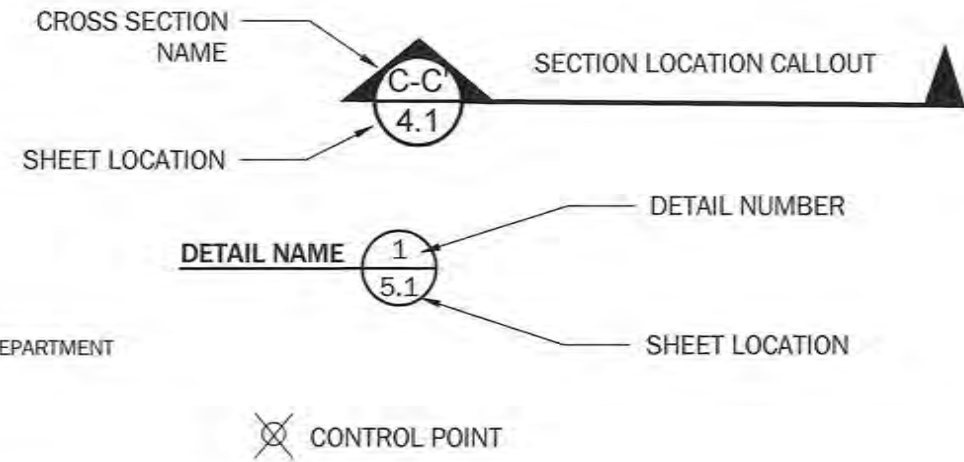 CROSS SECTION
NAME
C-C'
4.1
SECTION LOCATION CALLOUT
SHEET LOCATION
DETAIL NUMBER
DETAIL NAME
1
5.1
SHEET LOCATION
CONTROL POINT